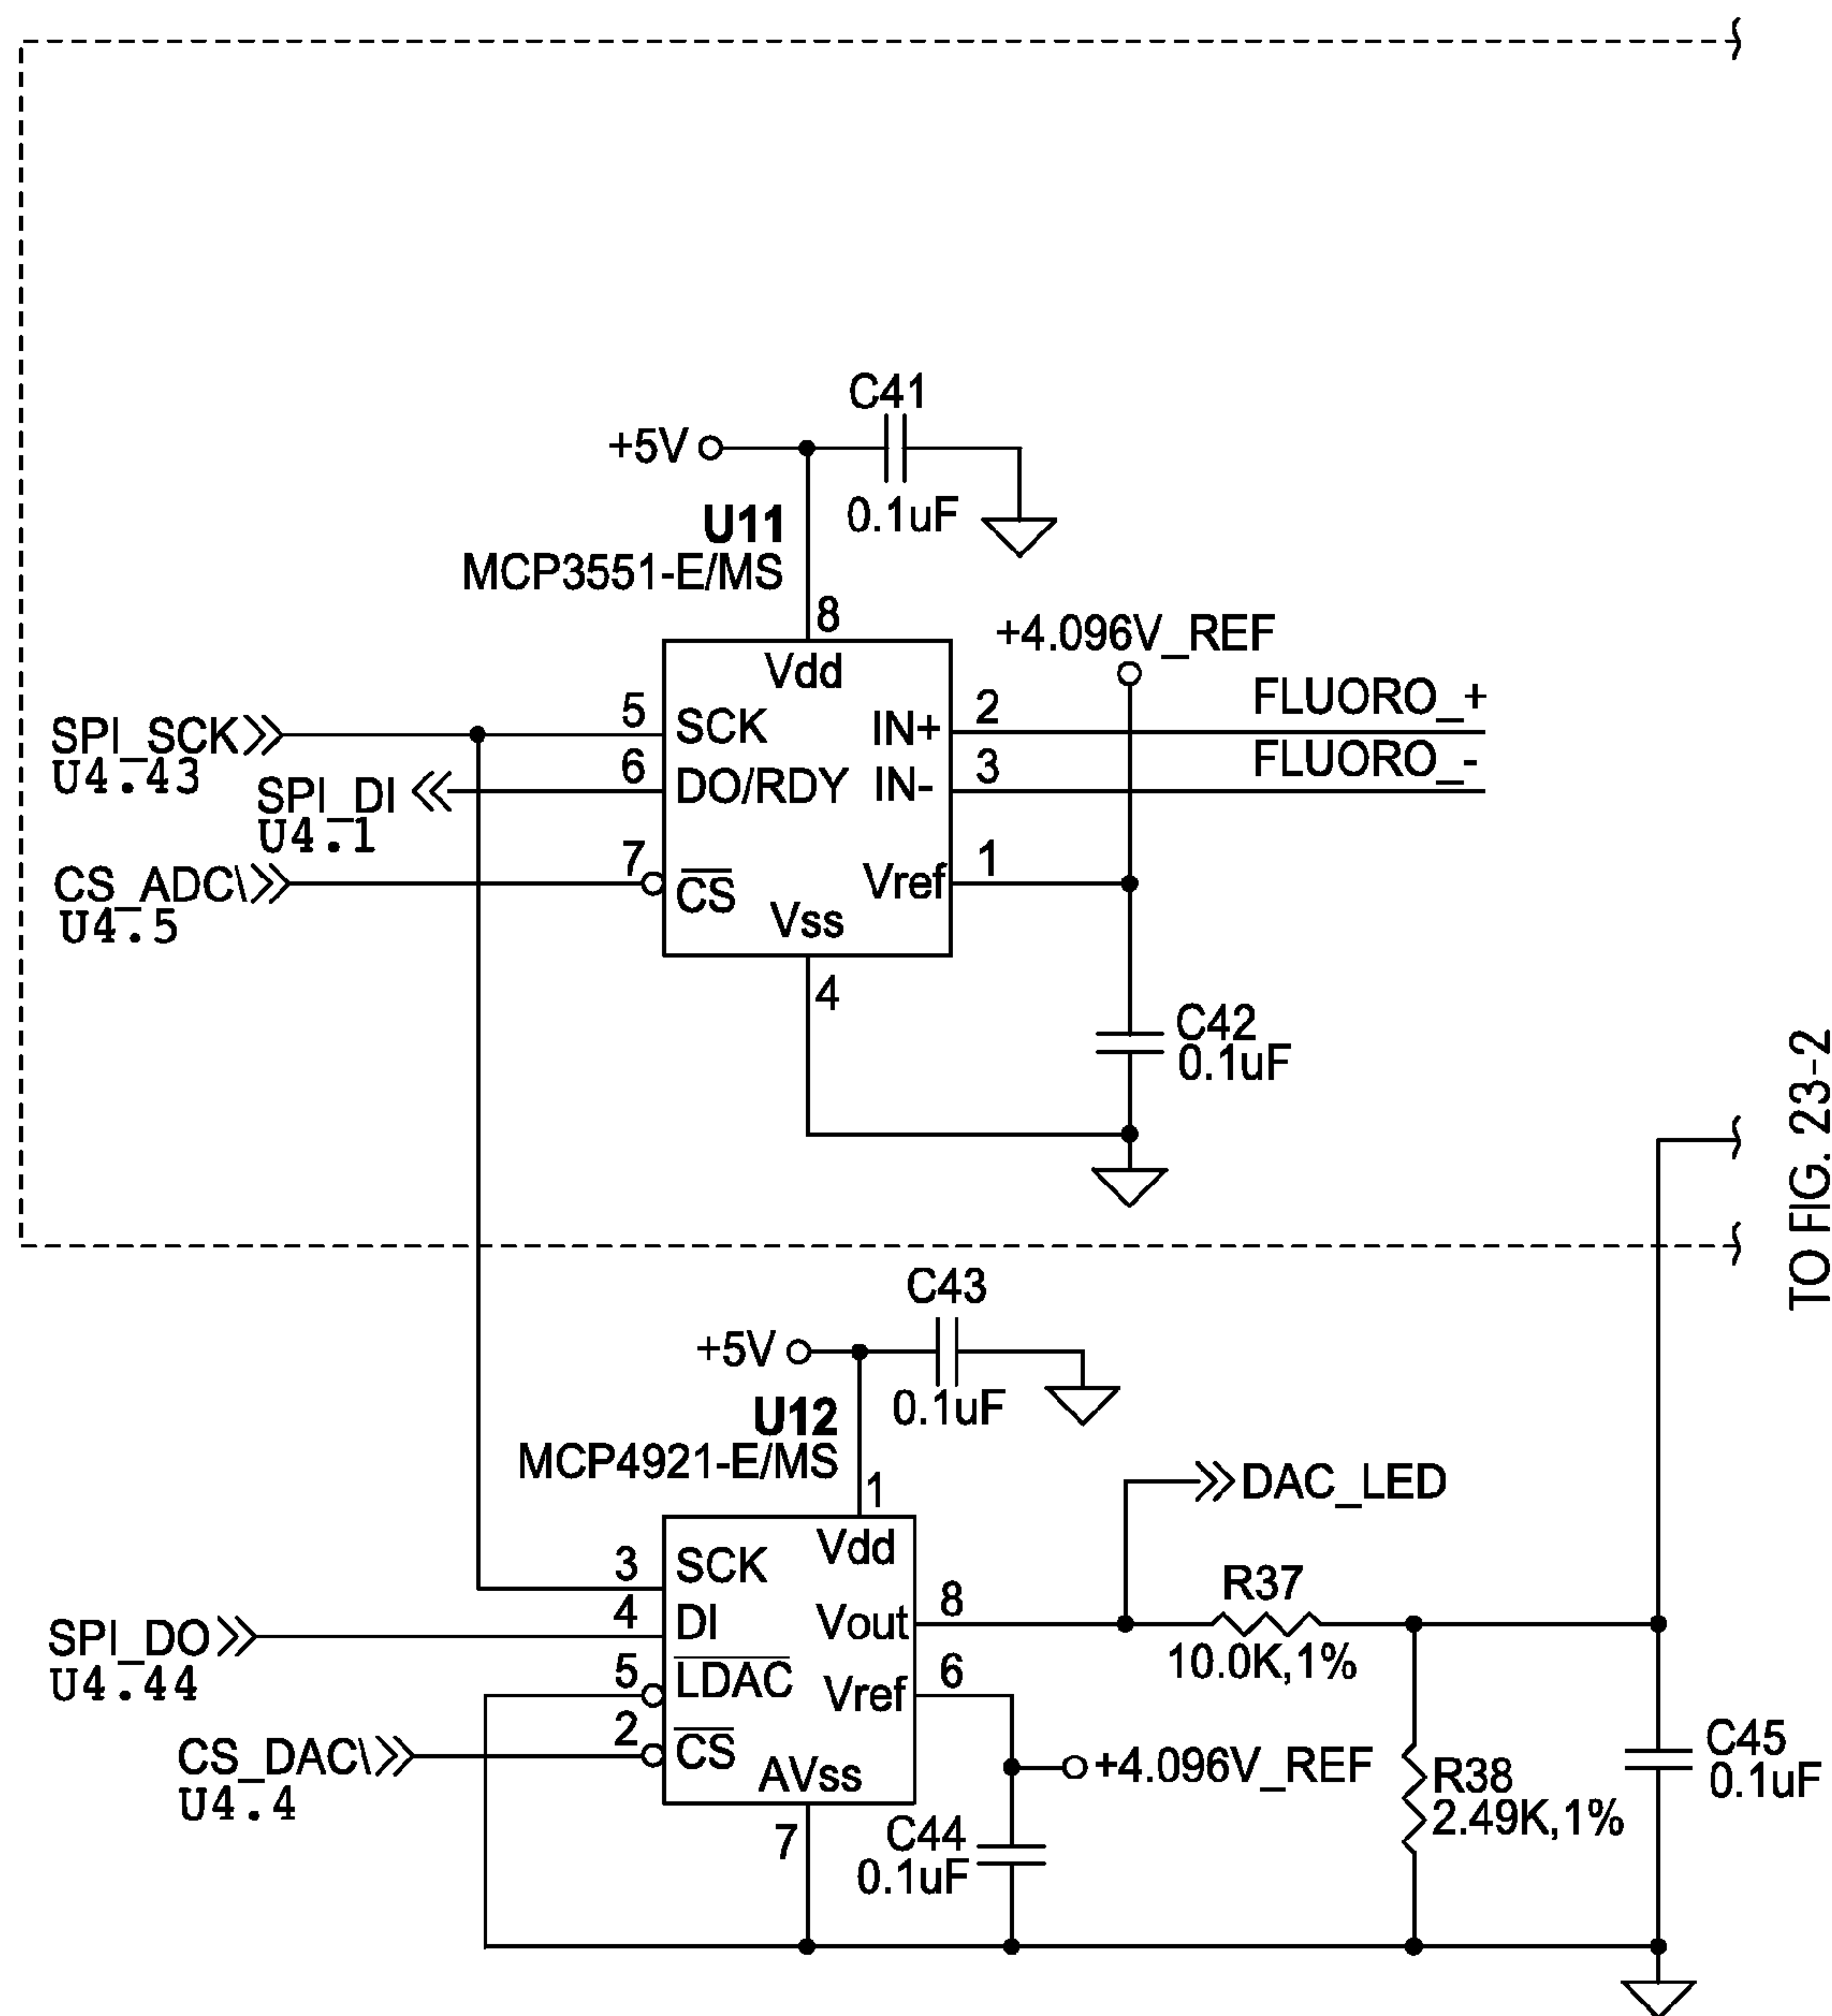 C41
+5V
0.1uF
U11
MCP3551-E/MS
8
+4.096V_REF
Vdd
FLUORO_+
5
2
SPI_SCK
SCK
IN+
U4.43
FLUORO_-
6
3
SPI_DI
DO/RDY
IN-
U4.1
7
1
CS_ADC\
CS
Vref
U4.5
Vss
4
C42
0.1uF
TO FIG. 23-2
C43
+5V
0.1uF
U12
MCP4921-E/MS
1
DAC_LED
Vdd
3
SCK
R37
8
4
SPI_DO
DI
Vout
U4.44
10.0K,1%
5
LDAC
6
Vref
2
CS_DAC\
CS
+4.096V_REF
C45
U4.4
AVss
R38
0.1uF
2.49K,1%
7
C44
0.1uF